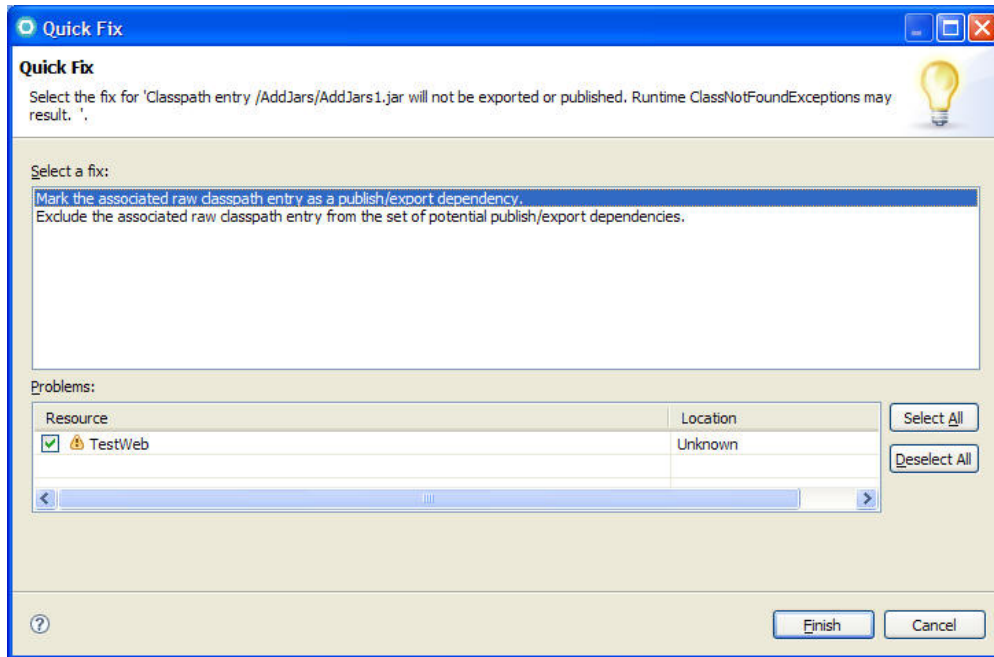 Quick Fix
Quick Fix
Select the fix for 'Classpath entry /AddJars/AddJars1.jar will not be exported or published. Runtime ClassNotFoundExceptions may
result. '.
Select a fix:
Mark the associated raw classpath entry as a publish/export dependency.
Exclude the associated raw classpath entry from the set of potential publish/export dependencies.
Problems:
Resource Location
TestWeb Unknown
Select All
Deselect All
?
Finish Cancel